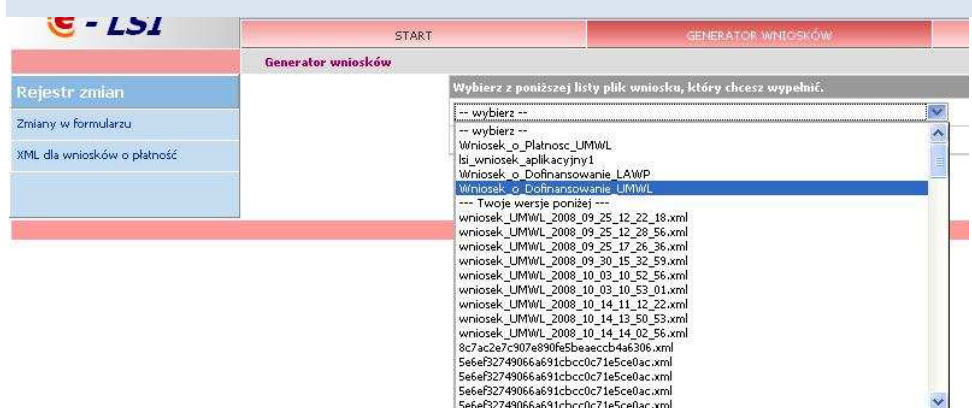 e - LSI
START
GENERATOR WNIOSKÓW
Generator wniosków
Rejestr zmian
Zmiany w formularzu
XML dla wniosków o płatność
Wybierz z poniższej listy plik wniosku, który chcesz wypełnić.
-- wybierz --
-- wybierz --
Wniosek_o_Platnosc_UMWL
lsi_wniosek_aplikacyjny1
Wniosek_o_Dofinansowanie_LAWP
Wniosek_o_Dofinansowanie_UMWL
--- Twoje wersje poniżej ---
wniosek_UMWL_2008_09_25_12_22_18.xml
wniosek_UMWL_2008_09_25_12_28_56.xml
wniosek_UMWL_2008_09_25_17_26_36.xml
wniosek_UMWL_2008_09_30_15_32_59.xml
wniosek_UMWL_2008_10_03_10_52_56.xml
wniosek_UMWL_2008_10_03_10_53_01.xml
wniosek_UMWL_2008_10_14_11_12_22.xml
wniosek_UMWL_2008_10_14_13_50_53.xml
wniosek_UMWL_2008_10_14_14_02_56.xml
8c7ac2e7c907e890fe5beaeccb4a6306.xml
5e6ef32749066a691cbcc0c71e5ce0ac.xml
5e6ef32749066a691cbcc0c71e5ce0ac.xml
5e6ef32749066a691cbcc0c71e5ce0ac.xml
5e6ef32749066a691cbcc0c71e5ce0ac.xml